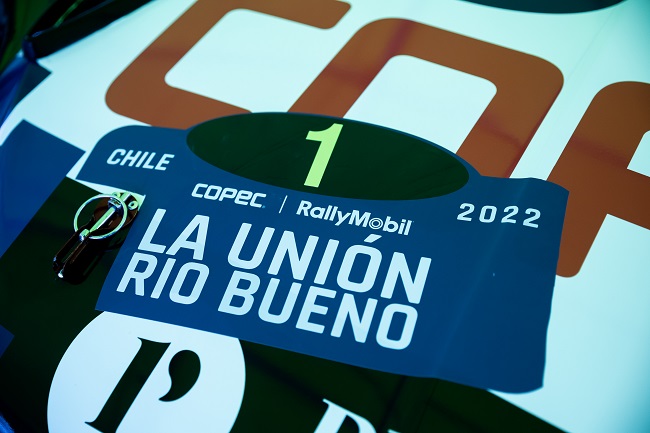 1
CHILE
COPEC | RallyMobil
2022
LA UNIÓN
RIO BUENO